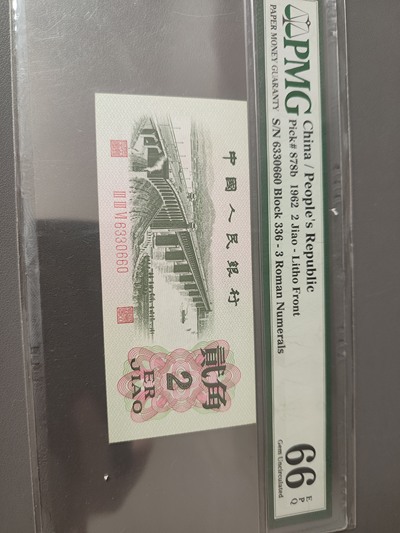 PMG
PAPER MONEY GUARANTY
China / People's Republic
Pick# 878b 1962 2 Jiao - Litho Front
S/N 6330660 Block 336 - 3 Roman Numerals
66 EPQ
Gem Uncirculated
中國人民銀行
III III VI 6330660
貳角
2
ER JIAO